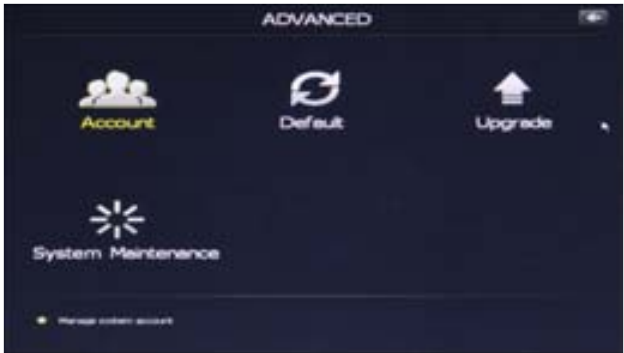 ADVANCED
Account Default Upgrade
System Maintenance
Manage system account